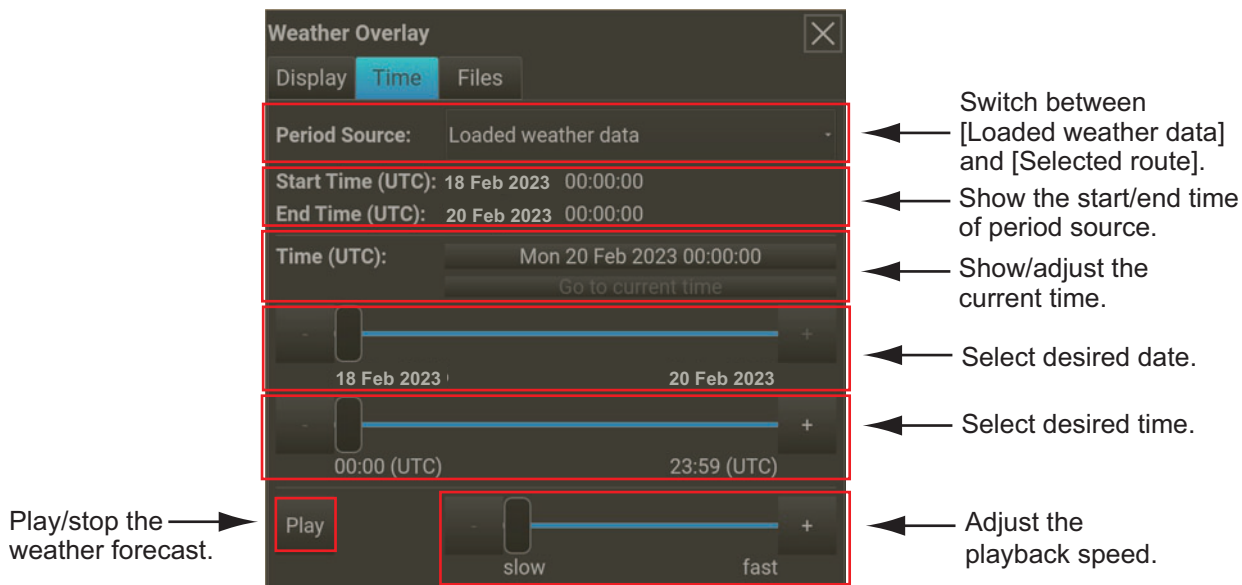 Weather Overlay
Display Time Files
Period Source: Loaded weather data
Switch between
[Loaded weather data]
and [Selected route].
Start Time (UTC): 18 Feb 2023 00:00:00
End Time (UTC): 20 Feb 2023 00:00:00
Show the start/end time
of period source.
Time (UTC): Mon 20 Feb 2023 00:00:00
Go to current time
Show/adjust the
current time.
- +
18 Feb 2023 20 Feb 2023
Select desired date.
- +
00:00 (UTC) 23:59 (UTC)
Select desired time.
Play/stop the
weather forecast.
Play - +
slow fast
Adjust the
playback speed.